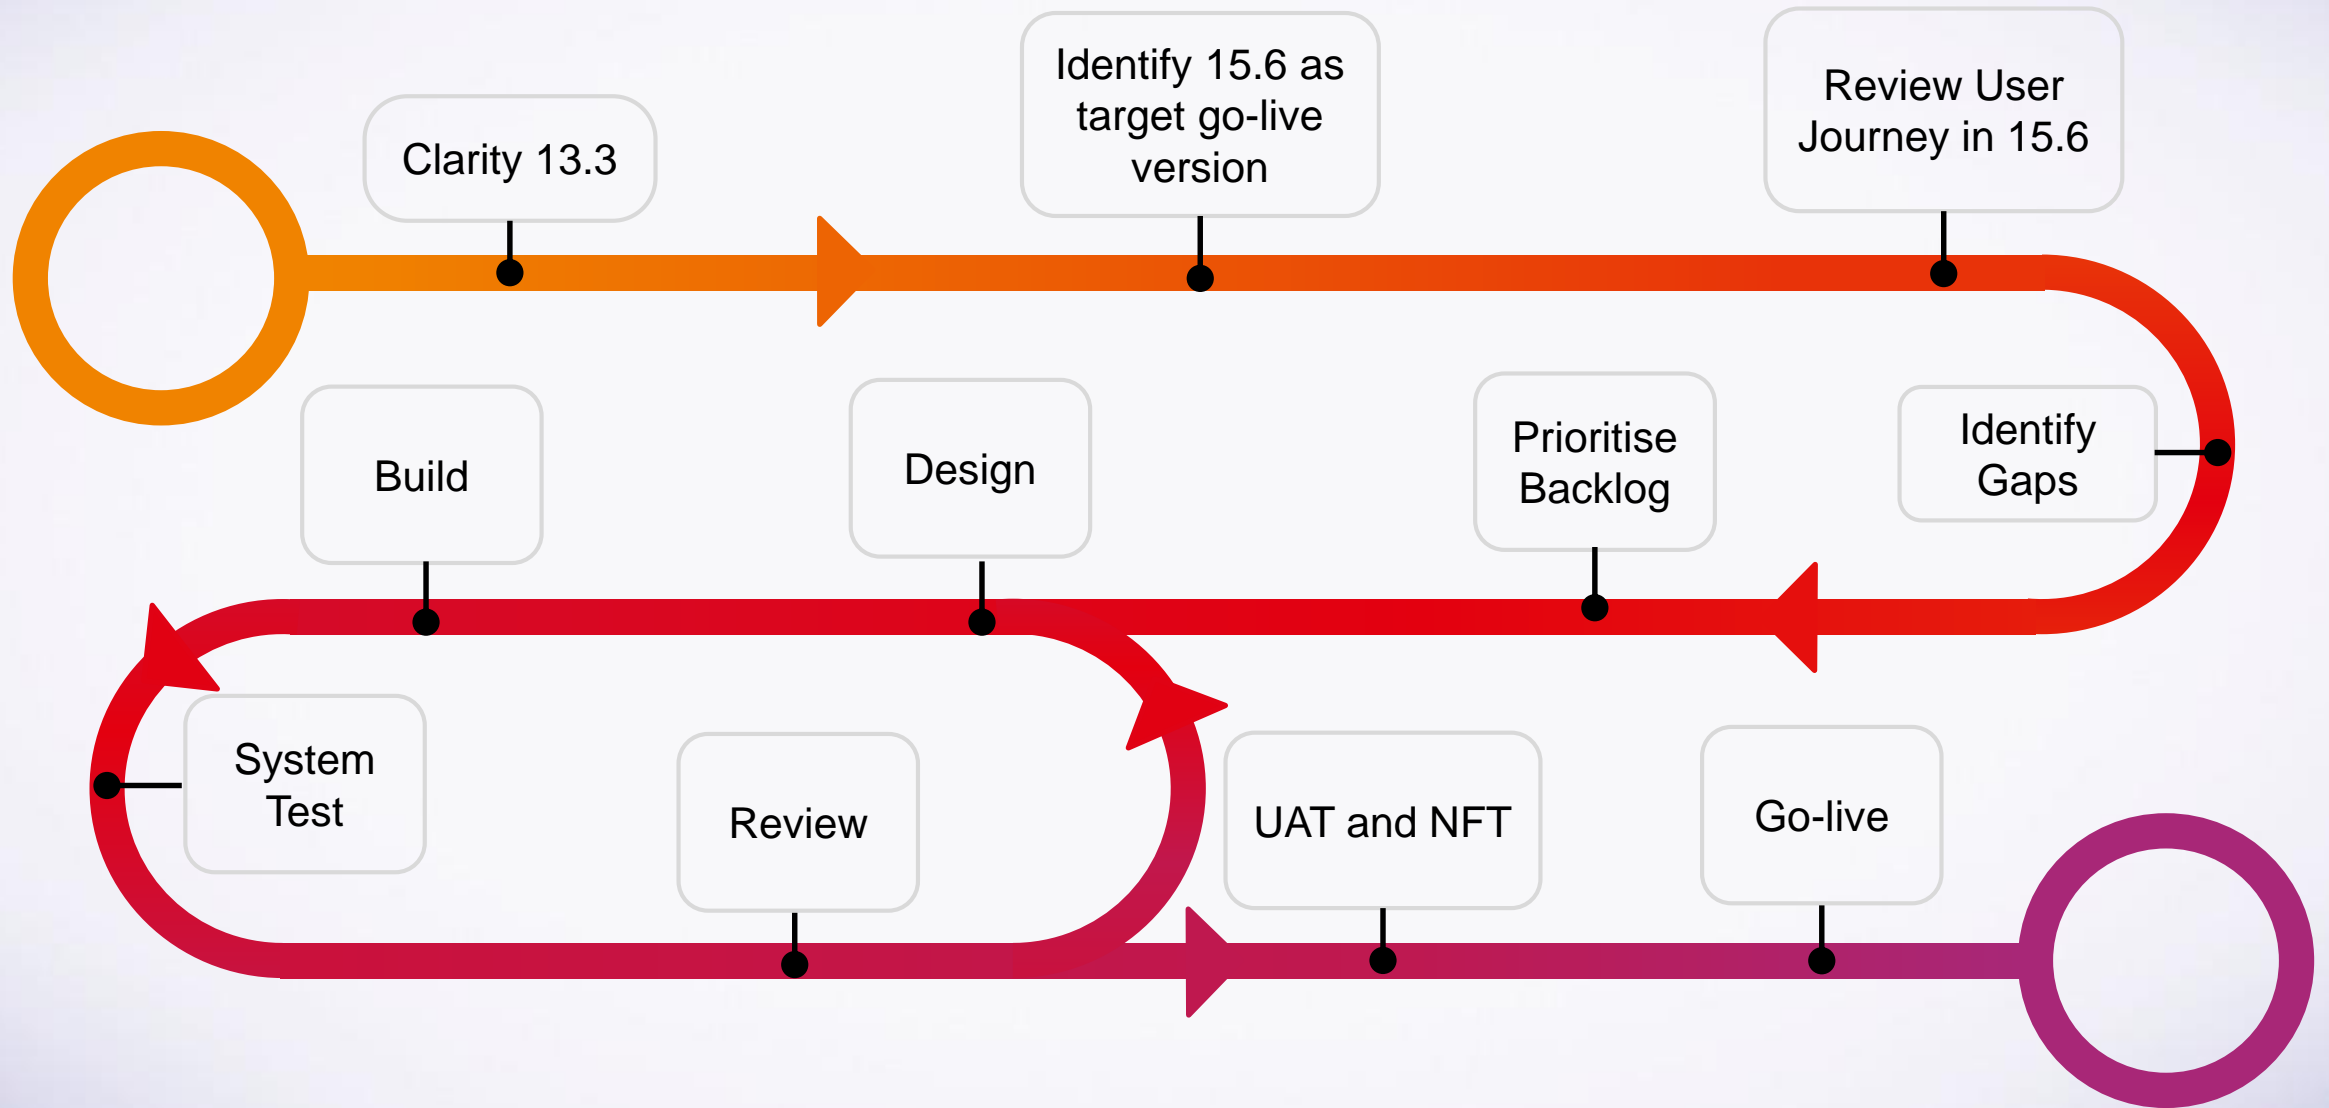 Clarity 13.3
Identify 15.6 as
target go-live
version
Review User
Journey in 15.6
Identify
Gaps
Prioritise
Backlog
Design
Build
System
Test
Review
UAT and NFT
Go-live